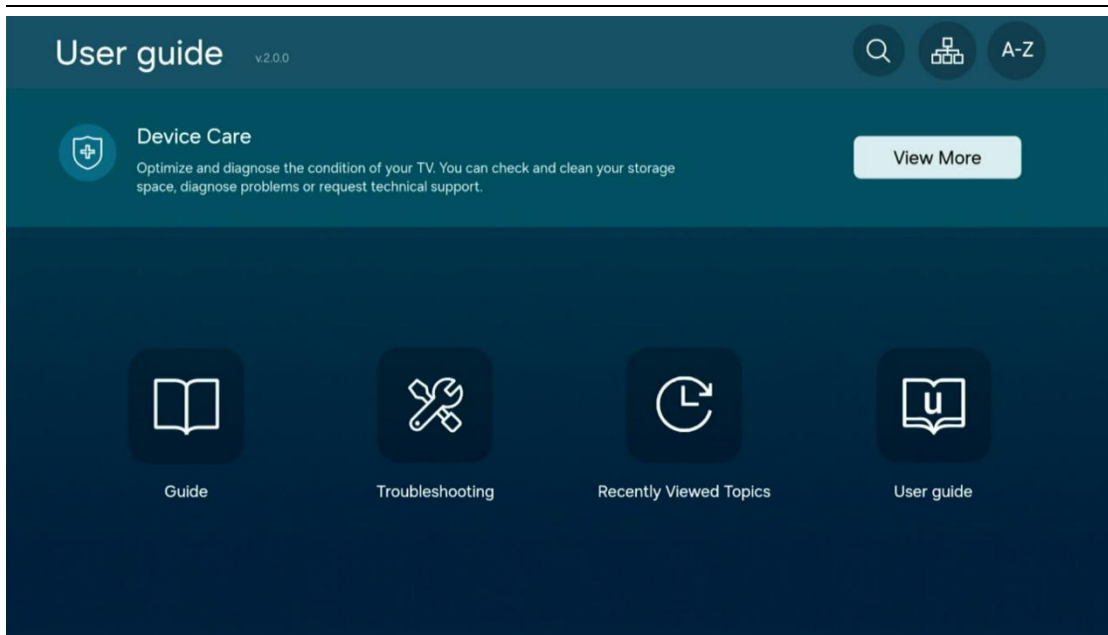 User guide
v.2.0.0
A-Z
Device Care
Optimize and diagnose the condition of your TV. You can check and clean your storage
space, diagnose problems or request technical support.
View More
u
Guide
Troubleshooting
Recently Viewed Topics
User guide